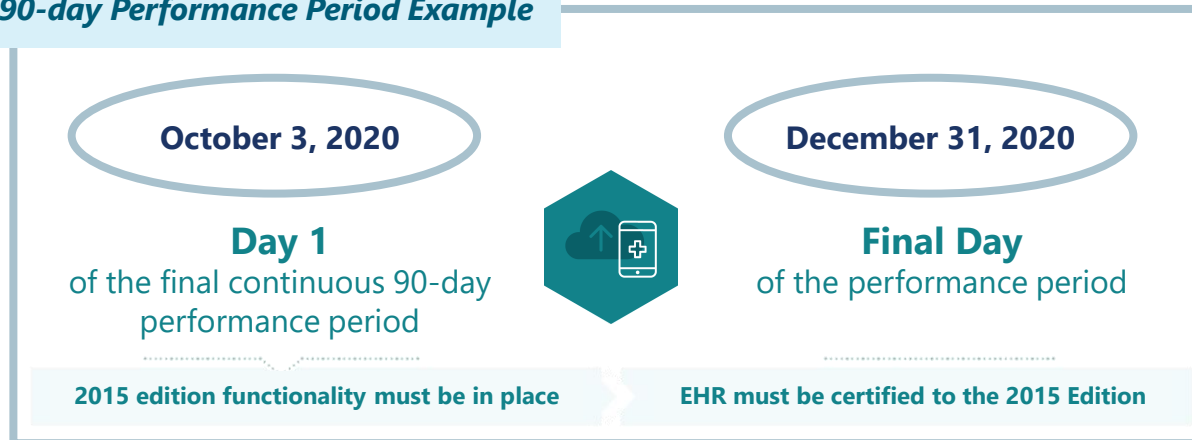 90-day Performance Period Example
October 3, 2020
Day 1
of the final continuous 90-day
performance period
2015 edition functionality must be in place
December 31, 2020
Final Day
of the performance period
EHR must be certified to the 2015 Edition